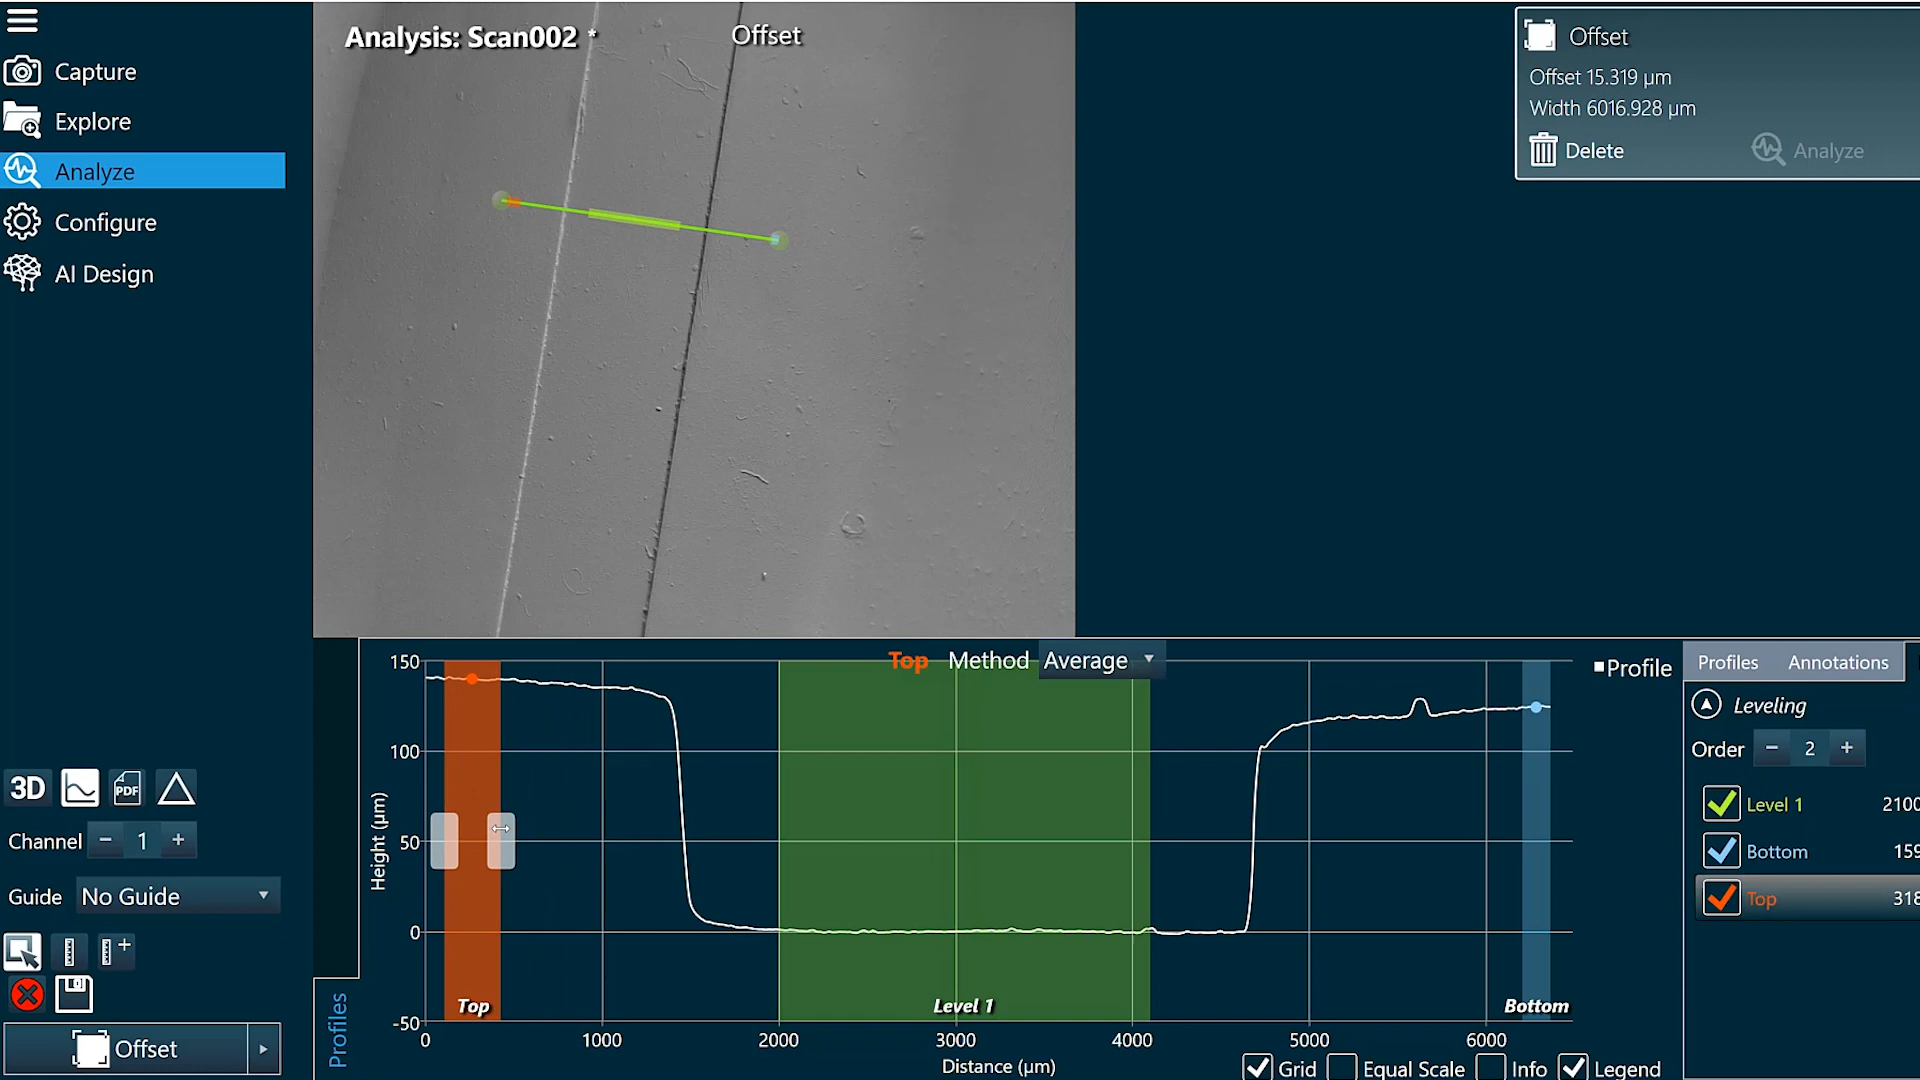 Analysis: Scan002 *
Offset
Capture
Explore
Analyze
Configure
AI Design
Offset
Offset 15.319 µm
Width 6016.928 µm
Delete
Analyze
3D
PDF
Channel
1
Guide
No Guide
Offset
Profiles
Top
Method
Average
Profile
150
100
50
0
-50
Height (µm)
Top
Level 1
Bottom
0
1000
2000
3000
4000
5000
6000
Distance (µm)
Grid
Equal Scale
Info
Legend
Profiles
Annotations
Leveling
Order
2
Level 1
2100
Bottom
159
Top
318